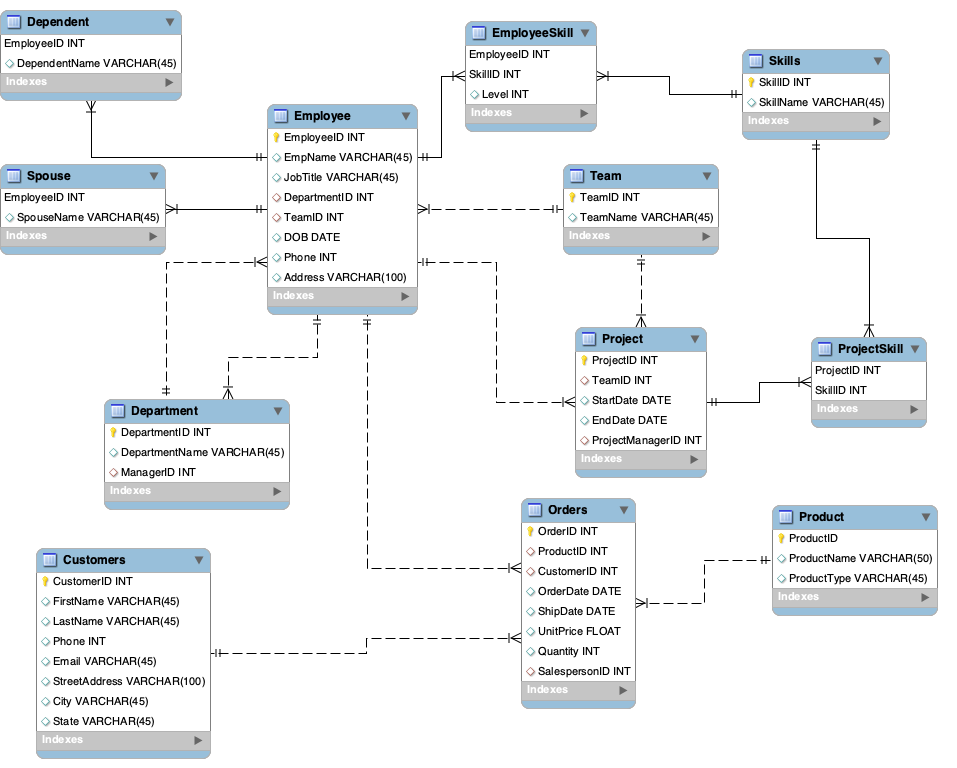 Dependent
EmployeeID INT
DependentName VARCHAR(45)
Indexes
EmployeeSkill
EmployeeID INT
SkillID INT
Level INT
Indexes
Skills
SkillID INT
SkillName VARCHAR(45)
Indexes
Employee
EmployeeID INT
EmpName VARCHAR(45)
JobTitle VARCHAR(45)
DepartmentID INT
TeamID INT
DOB DATE
Phone INT
Address VARCHAR(100)
Indexes
Spouse
EmployeeID INT
SpouseName VARCHAR(45)
Indexes
Team
TeamID INT
TeamName VARCHAR(45)
Indexes
Project
ProjectID INT
TeamID INT
StartDate DATE
EndDate DATE
ProjectManagerID INT
Indexes
ProjectSkill
ProjectID INT
SkillID INT
Indexes
Department
DepartmentID INT
DepartmentName VARCHAR(45)
ManagerID INT
Indexes
Orders
OrderID INT
ProductID INT
CustomerID INT
OrderDate DATE
ShipDate DATE
UnitPrice FLOAT
Quantity INT
SalespersonID INT
Indexes
Product
ProductID
ProductName VARCHAR(50)
ProductType VARCHAR(45)
Indexes
Customers
CustomerID INT
FirstName VARCHAR(45)
LastName VARCHAR(45)
Phone INT
Email VARCHAR(45)
StreetAddress VARCHAR(100)
City VARCHAR(45)
State VARCHAR(45)
Indexes